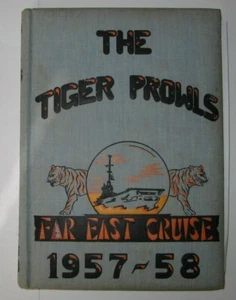 THE
TIGER PROWLS
FAR EAST CRUISE
1957~58